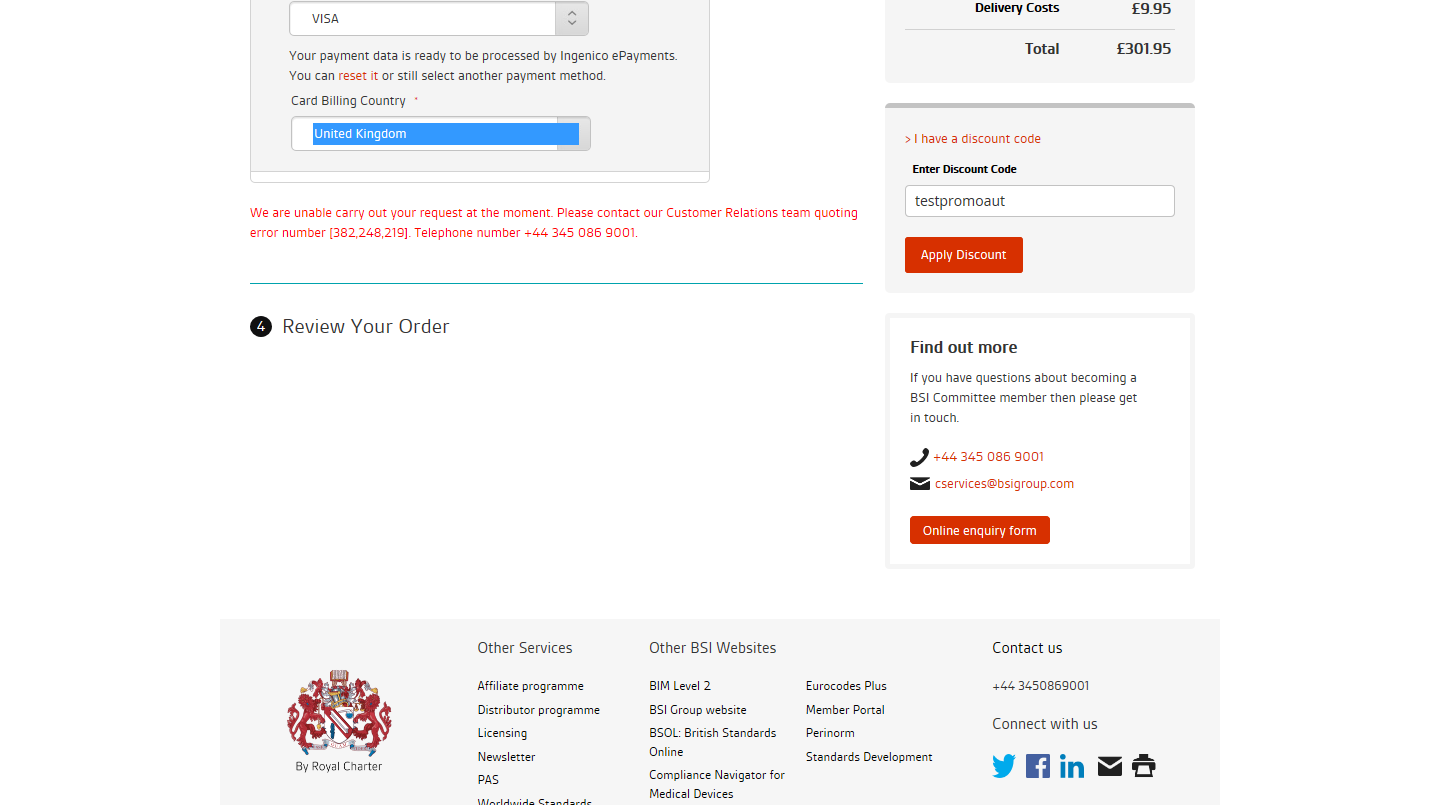 VISA
Your payment data is ready to be processed by Ingenico ePayments.
You can reset it or still select another payment method.
Card Billing Country *
United Kingdom
We are unable carry out your request at the moment. Please contact our Customer Relations team quoting
error number [382,248,219]. Telephone number +44 345 086 9001.
4 Review Your Order
Delivery Costs £9.95
Total £301.95
> I have a discount code
Enter Discount Code
testpromoaut
Apply Discount
Find out more
If you have questions about becoming a
BSI Committee member then please get
in touch.
+44 345 086 9001
cservices@bsigroup.com
Online enquiry form
By Royal Charter
Other Services
Affiliate programme
Distributor programme
Licensing
Newsletter
PAS
Worldwide Standards
Other BSI Websites
BIM Level 2
BSI Group website
BSOL: British Standards
Online
Compliance Navigator for
Medical Devices
Eurocodes Plus
Member Portal
Perinorm
Standards Development
Contact us
+44 3450869001
Connect with us